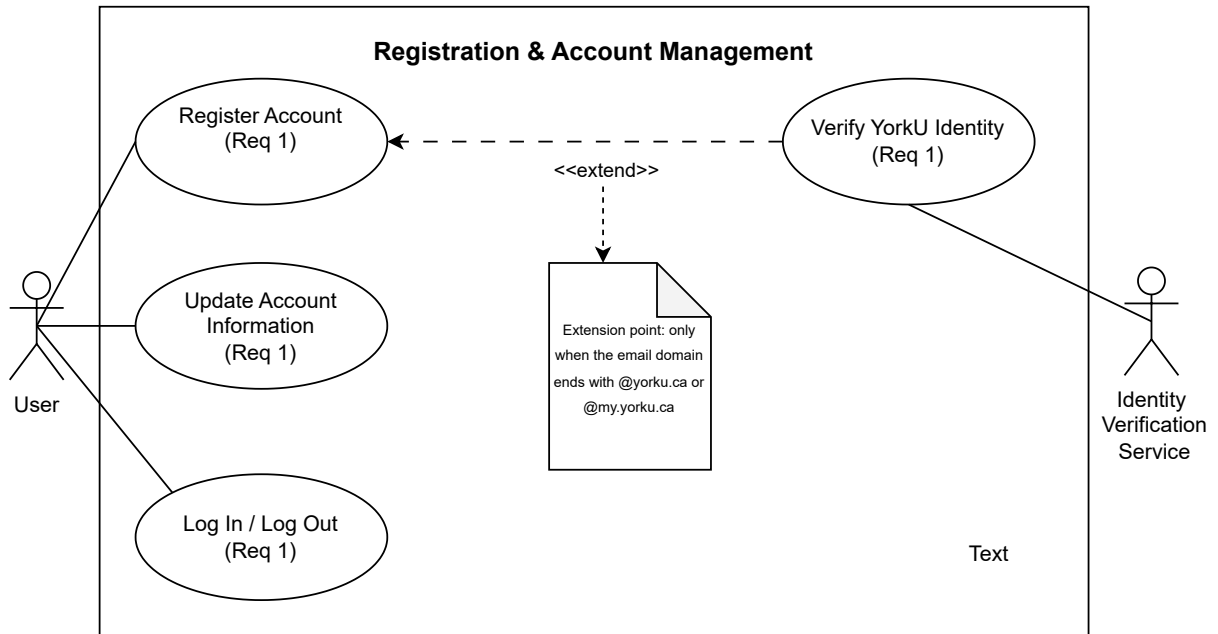 Registration & Account Management
Register Account
(Req 1)
Verify YorkU Identity
(Req 1)
<<extend>>
Update Account
Information
(Req 1)
Extension point: only
when the email domain
ends with @yorku.ca or
@my.yorku.ca
User
Identity
Verification
Service
Log In / Log Out
(Req 1)
Text